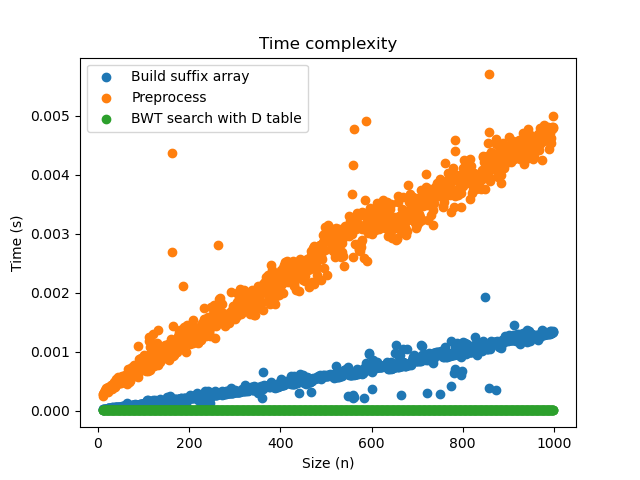 Time complexity
Build suffix array
Preprocess
BWT search with D table
0.005
0.004
0.003
0.002
0.001
0.000
Time (s)
0 200 400 600 800 1000
Size (n)